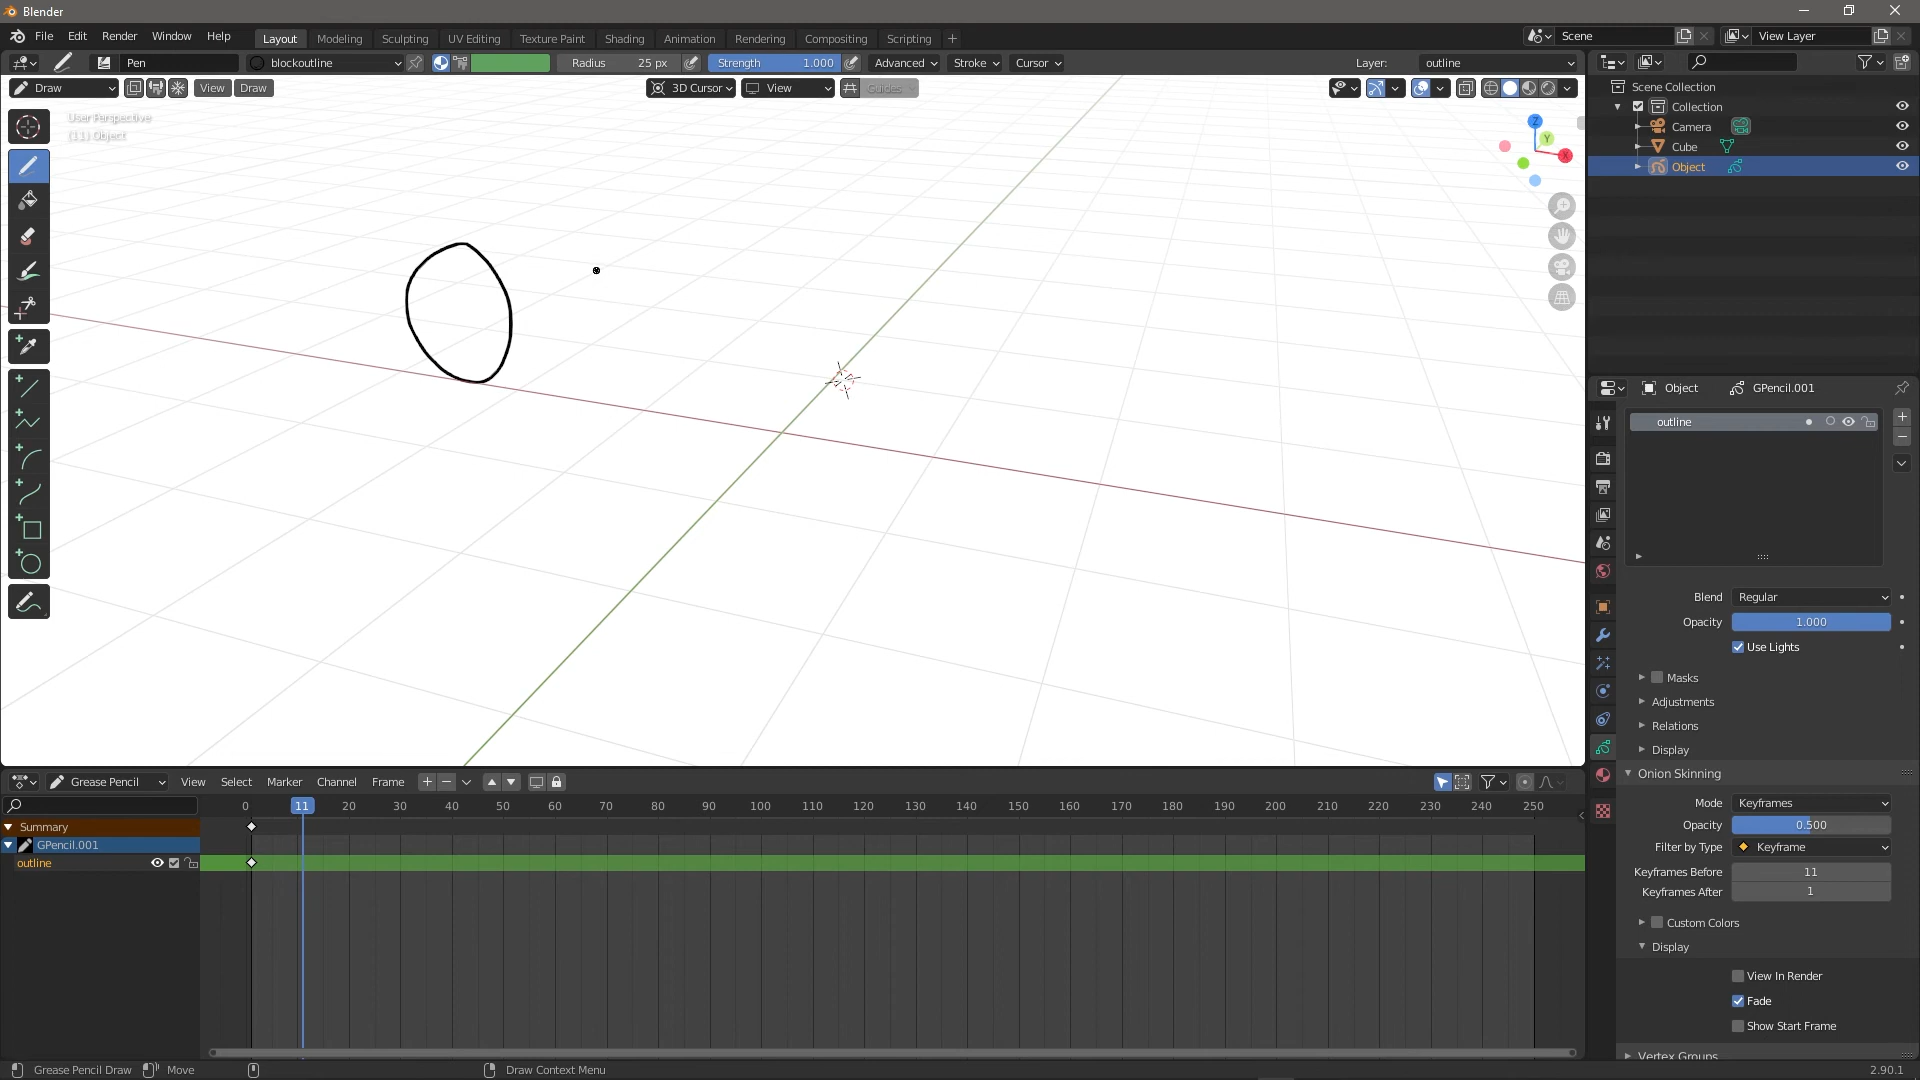 Blender
File Edit Render Window Help
Layout Modeling Sculpting UV Editing Texture Paint Shading Animation Rendering Compositing Scripting +
Scene
View Layer
Pen
blockoutline
Radius 25 px
Strength 1.000
Advanced
Stroke
Cursor
Layer: outline
Draw
View Draw
3D Cursor
View
Guides
User Perspective
(11) Object
Z
Y
X
Scene Collection
Collection
Camera
Cube
Object
Object
GPencil.001
outline
Blend Regular
Opacity 1.000
Use Lights
Masks
Adjustments
Relations
Display
Onion Skinning
Mode Keyframes
Opacity 0.500
Filter by Type Keyframe
Keyframes Before 11
Keyframes After 1
Custom Colors
Display
View In Render
Fade
Show Start Frame
Vertex Groups
Grease Pencil
View Select Marker Channel Frame
0 11 20 30 40 50 60 70 80 90 100 110 120 130 140 150 160 170 180 190 200 210 220 230 240 250
Summary
GPencil.001
outline
Grease Pencil Draw
Move
Draw Context Menu
2.90.1